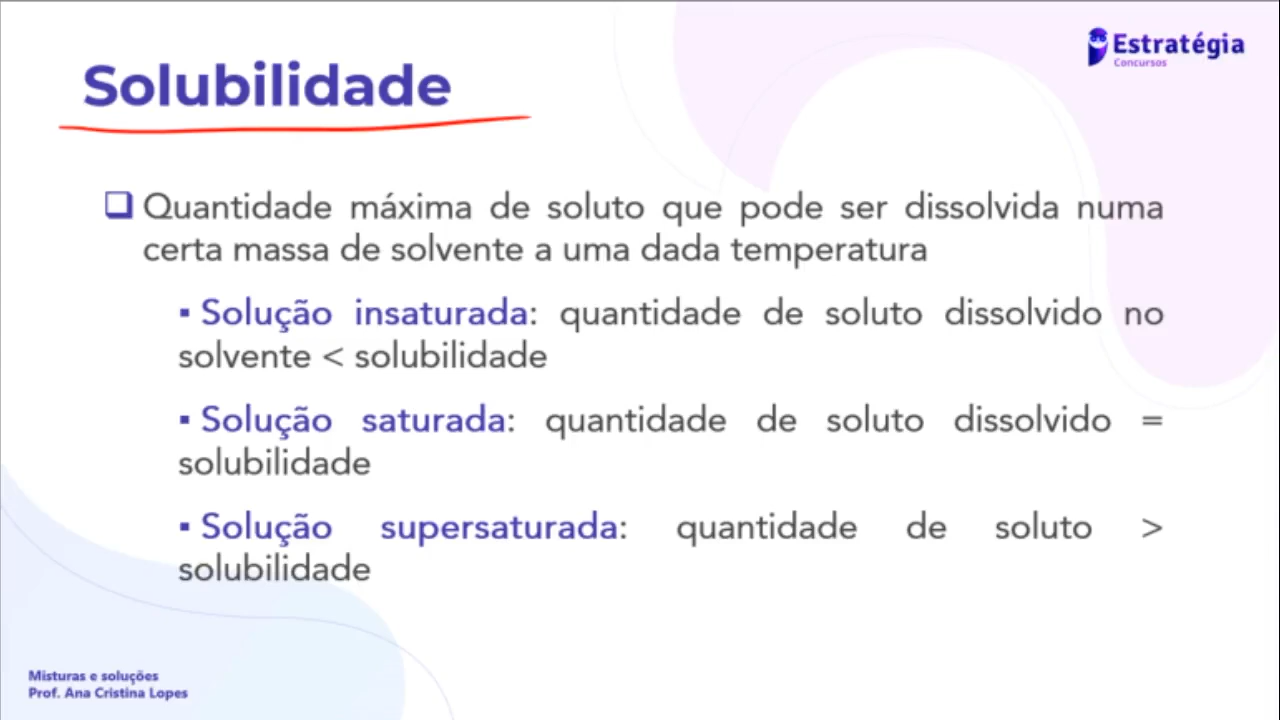 Estratégia
Concursos
Solubilidade
Quantidade máxima de soluto que pode ser dissolvida numa
certa massa de solvente a uma dada temperatura
▪ Solução insaturada: quantidade de soluto dissolvido no
solvente < solubilidade
▪ Solução saturada: quantidade de soluto dissolvido =
solubilidade
▪ Solução supersaturada: quantidade de soluto >
solubilidade
Misturas e soluções
Prof. Ana Cristina Lopes